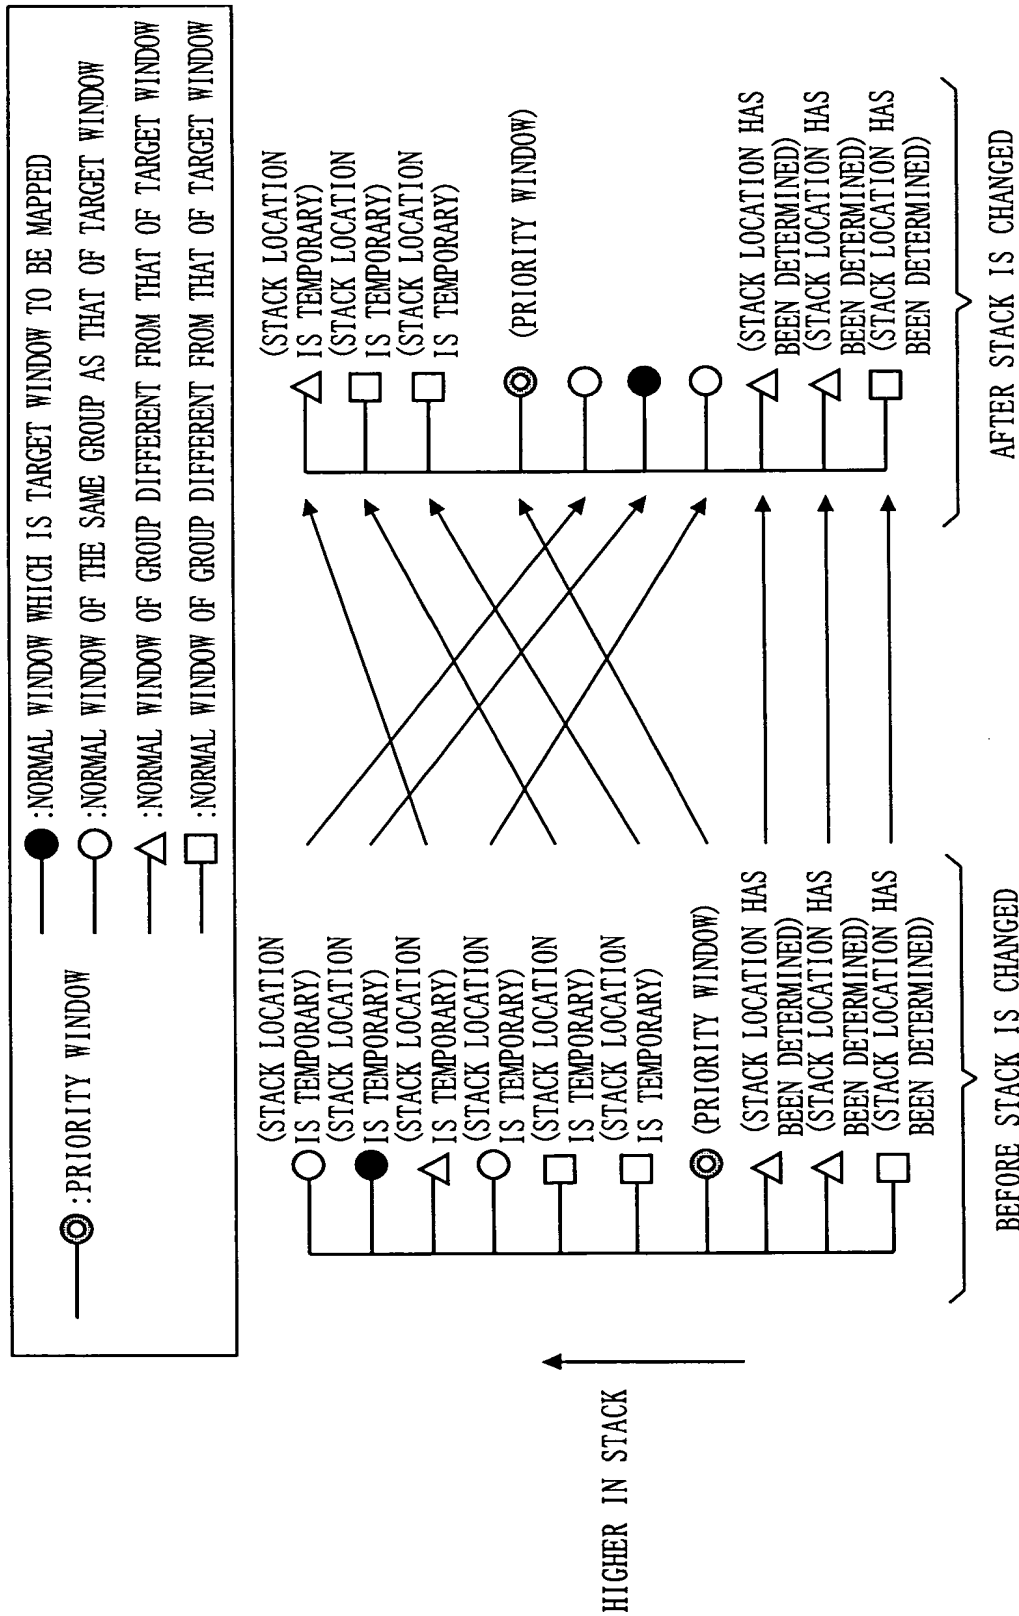 :PRIORITY WINDOW
:NORMAL WINDOW WHICH IS TARGET WINDOW TO BE MAPPED
:NORMAL WINDOW OF THE SAME GROUP AS THAT OF TARGET WINDOW
:NORMAL WINDOW OF GROUP DIFFERENT FROM THAT OF TARGET WINDOW
:NORMAL WINDOW OF GROUP DIFFERENT FROM THAT OF TARGET WINDOW
HIGHER IN STACK
(STACK LOCATION
IS TEMPORARY)
(STACK LOCATION
IS TEMPORARY)
(STACK LOCATION
IS TEMPORARY)
(STACK LOCATION
IS TEMPORARY)
(STACK LOCATION
IS TEMPORARY)
(STACK LOCATION
IS TEMPORARY)
(PRIORITY WINDOW)
(STACK LOCATION HAS
BEEN DETERMINED)
(STACK LOCATION HAS
BEEN DETERMINED)
(STACK LOCATION HAS
BEEN DETERMINED)
BEFORE STACK IS CHANGED
(STACK LOCATION
IS TEMPORARY)
(STACK LOCATION
IS TEMPORARY)
(STACK LOCATION
IS TEMPORARY)
(PRIORITY WINDOW)
(STACK LOCATION HAS
BEEN DETERMINED)
(STACK LOCATION HAS
BEEN DETERMINED)
(STACK LOCATION HAS
BEEN DETERMINED)
AFTER STACK IS CHANGED